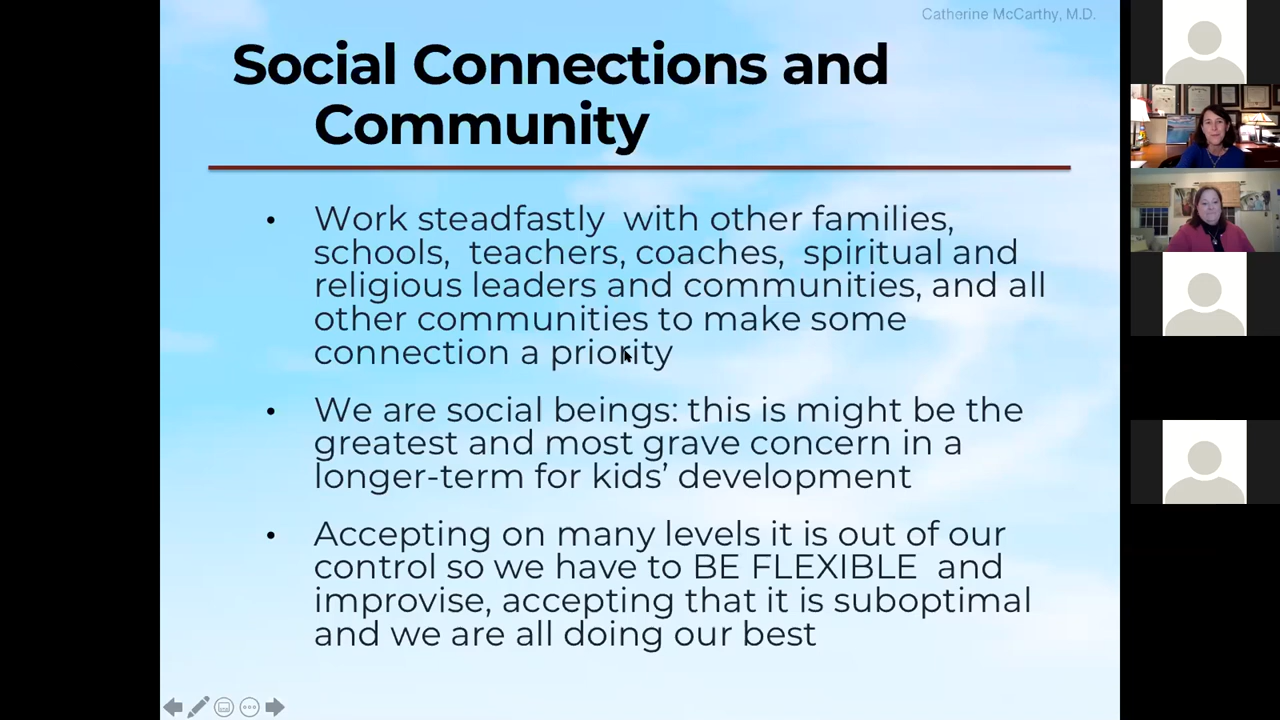 Catherine McCarthy, M.D.
Social Connections and
Community
• Work steadfastly  with other families,
schools,  teachers, coaches,  spiritual and
religious leaders and communities, and all
other communities to make some
connection a priority
• We are social beings: this is might be the
greatest and most grave concern in a
longer-term for kids’ development
• Accepting on many levels it is out of our
control so we have to BE FLEXIBLE  and
improvise, accepting that it is suboptimal
and we are all doing our best